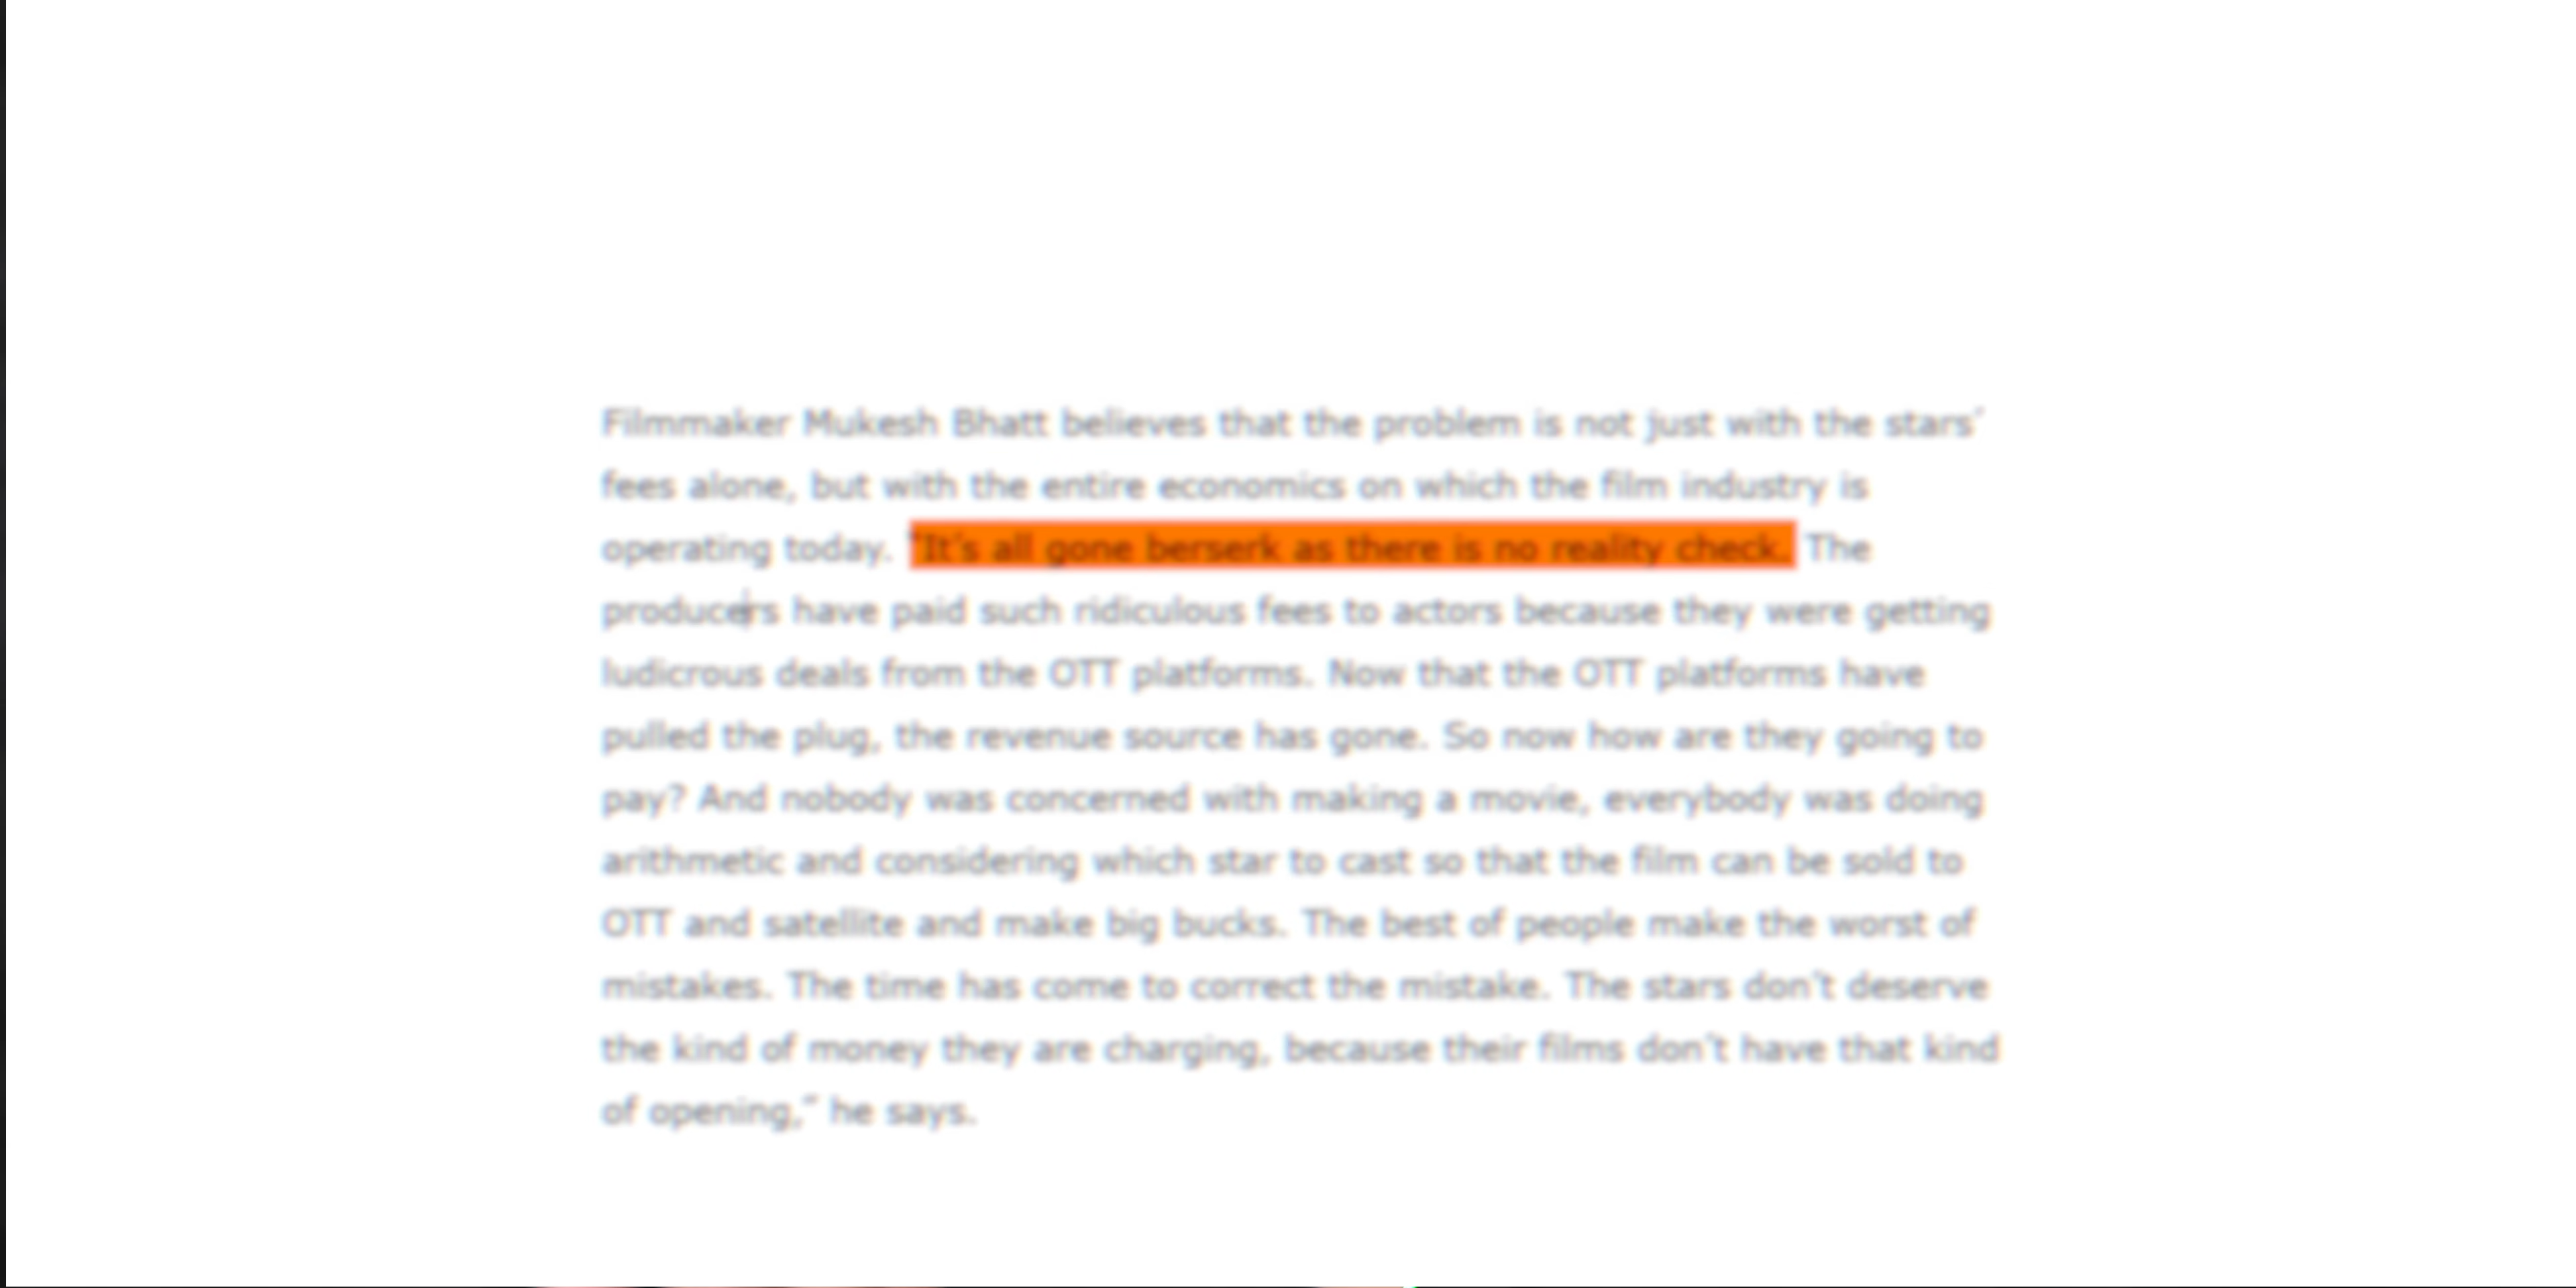 Filmmaker Mukesh Bhatt believes that the problem is not just with the stars’
fees alone, but with the entire economics on which the film industry is
operating today. “It’s all gone berserk as there is no reality check. The
producers have paid such ridiculous fees to actors because they were getting
ludicrous deals from the OTT platforms. Now that the OTT platforms have
pulled the plug, the revenue source has gone. So now how are they going to
pay? And nobody was concerned with making a movie, everybody was doing
arithmetic and considering which star to cast so that the film can be sold to
OTT and satellite and make big bucks. The best of people make the worst of
mistakes. The time has come to correct the mistake. The stars don’t deserve
the kind of money they are charging, because their films don’t have that kind
of opening,” he says.